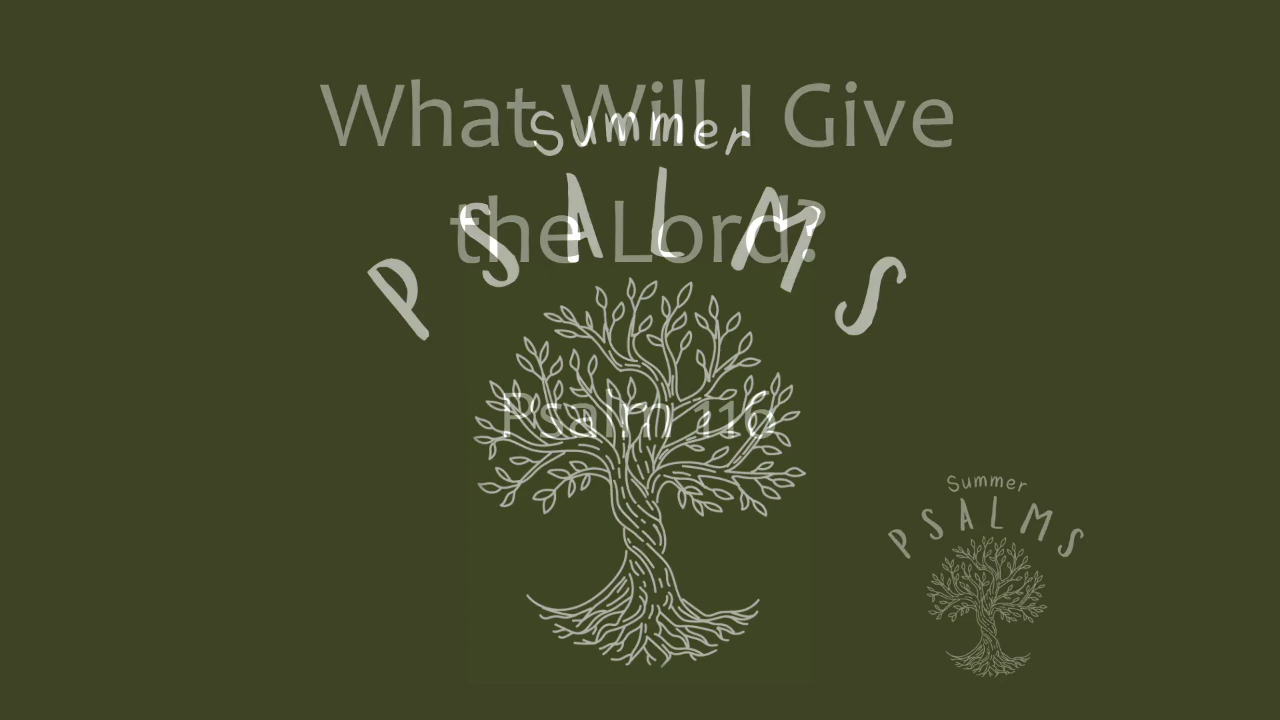 What Will I Give
the Lord?
Summer
PSALMS
Psalm 116
Summer
PSALMS